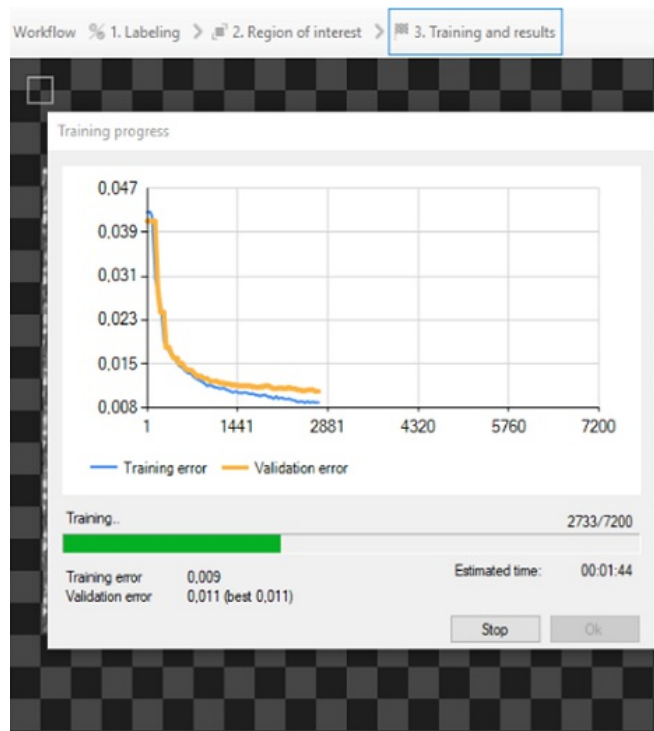 Workflow % 1. Labeling > 2. Region of interest > 3. Training and results
Training progress
0,047
0,039
0,031
0,023
0,015
0,008
1 1441 2881 4320 5760 7200
Training error Validation error
Training.. 2733/7200
Training error 0,009 Estimated time: 00:01:44
Validation error 0,011 (best 0,011)
Stop Ok